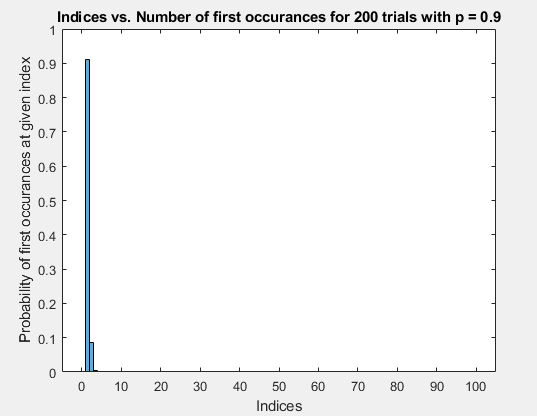 Indices vs. Number of first occurances for 200 trials with p = 0.9
Probability of first occurances at given index
1
0.9
0.8
0.7
0.6
0.5
0.4
0.3
0.2
0.1
0
0 10 20 30 40 50 60 70 80 90 100
Indices